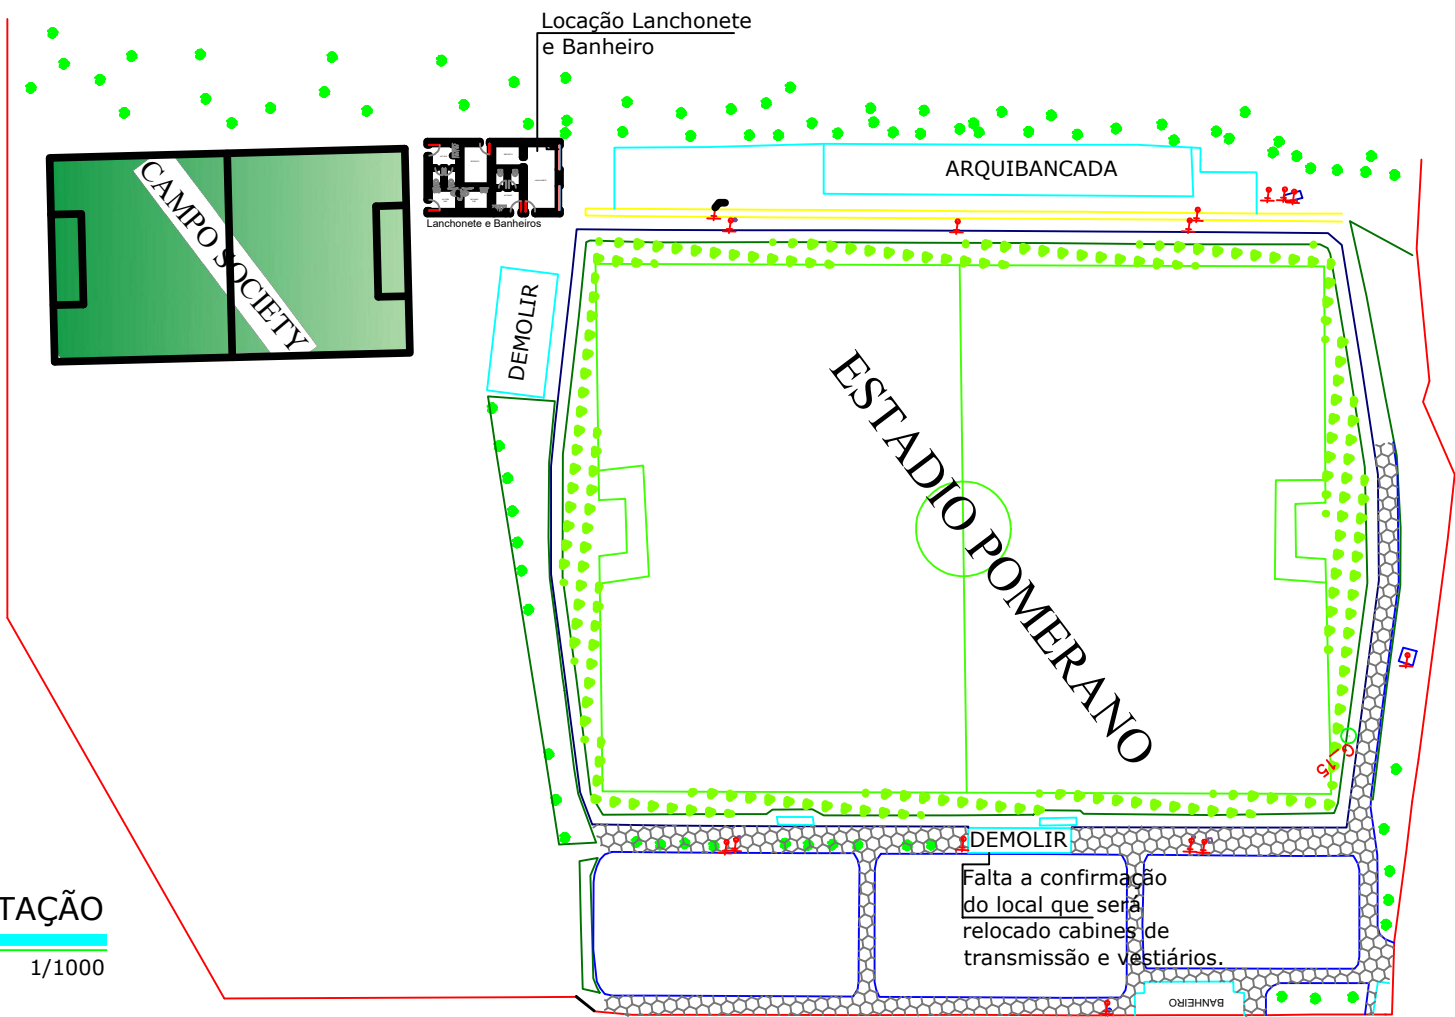 Locação Lanchonete
e Banheiro
ARQUIBANCADA
CAMPO SOCIETY
Lanchonete e Banheiros
DEMOLIR
ESTADIO POMERANO
DEMOLIR
Falta a confirmação
do local que será
relocado cabines de
transmissão e vestiários.
TAÇÃO
1/1000
BANHEIRO